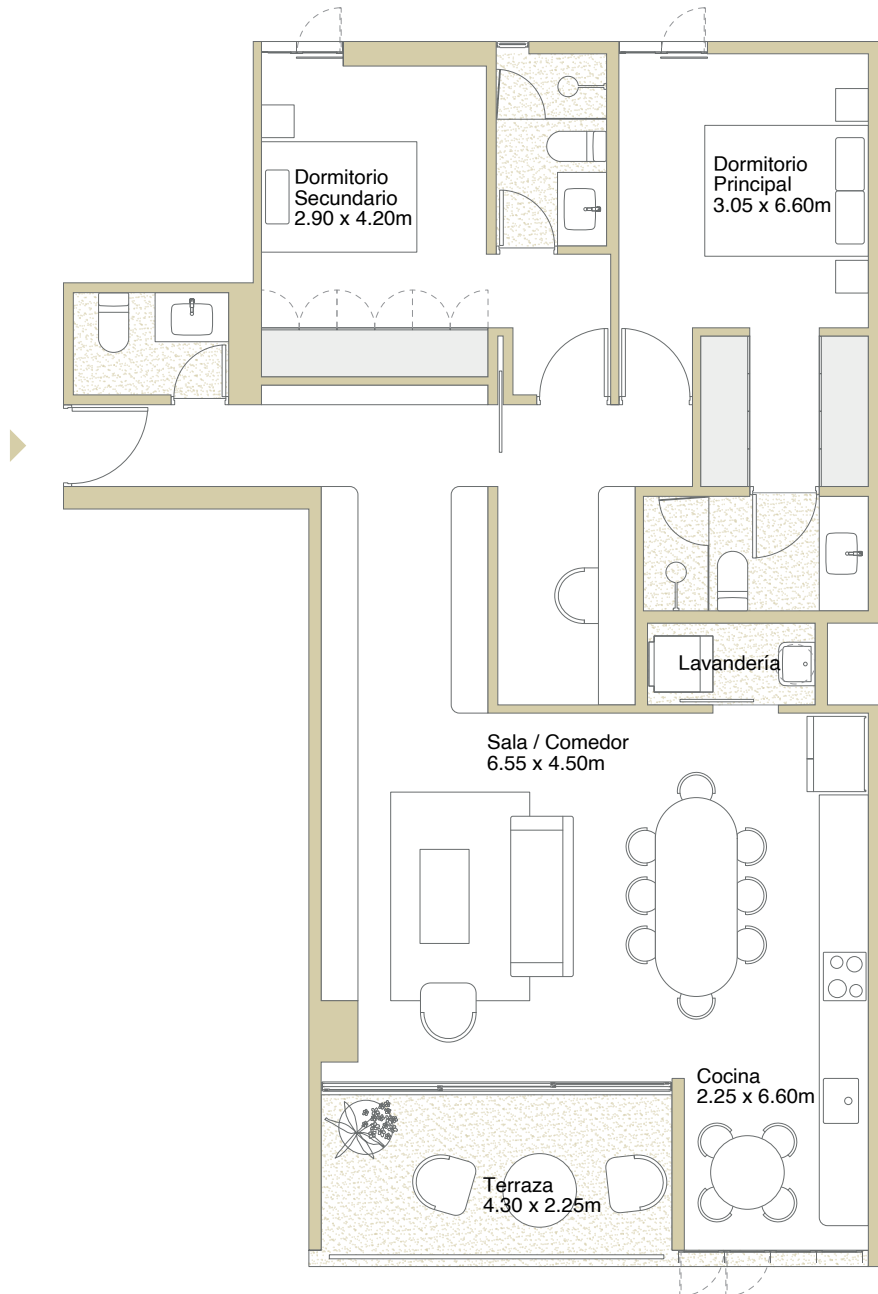 Dormitorio
Secundario
2.90 x 4.20m
Dormitorio
Principal
3.05 x 6.60m
Lavandería
Sala / Comedor
6.55 x 4.50m
Cocina
2.25 x 6.60m
Terraza
4.30 x 2.25m